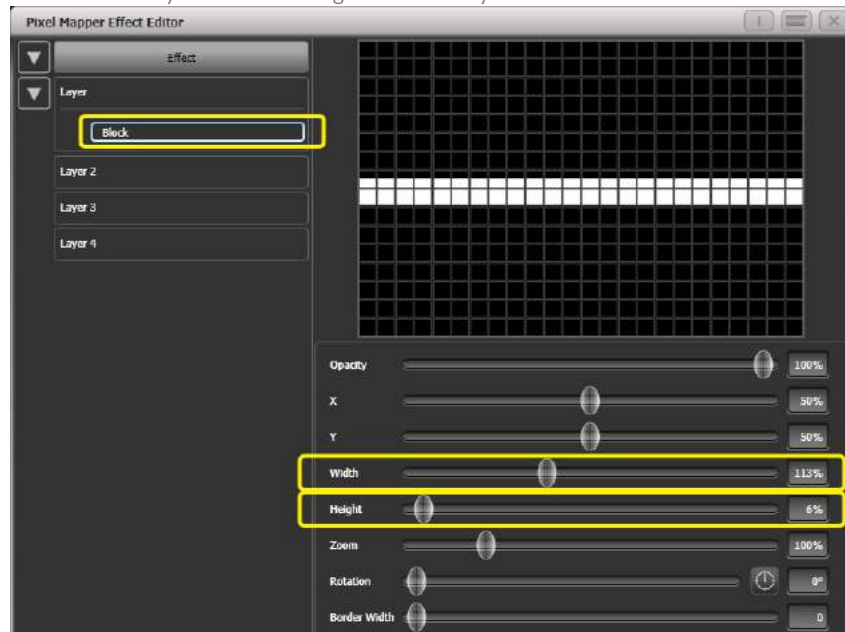 Pixel Mapper Effect Editor
Effect
Layer
Block
Layer 2
Layer 3
Layer 4
Opacity 100%
X 50%
Y 50%
Width 113%
Height 6%
Zoom 100%
Rotation 0°
Border Width 0